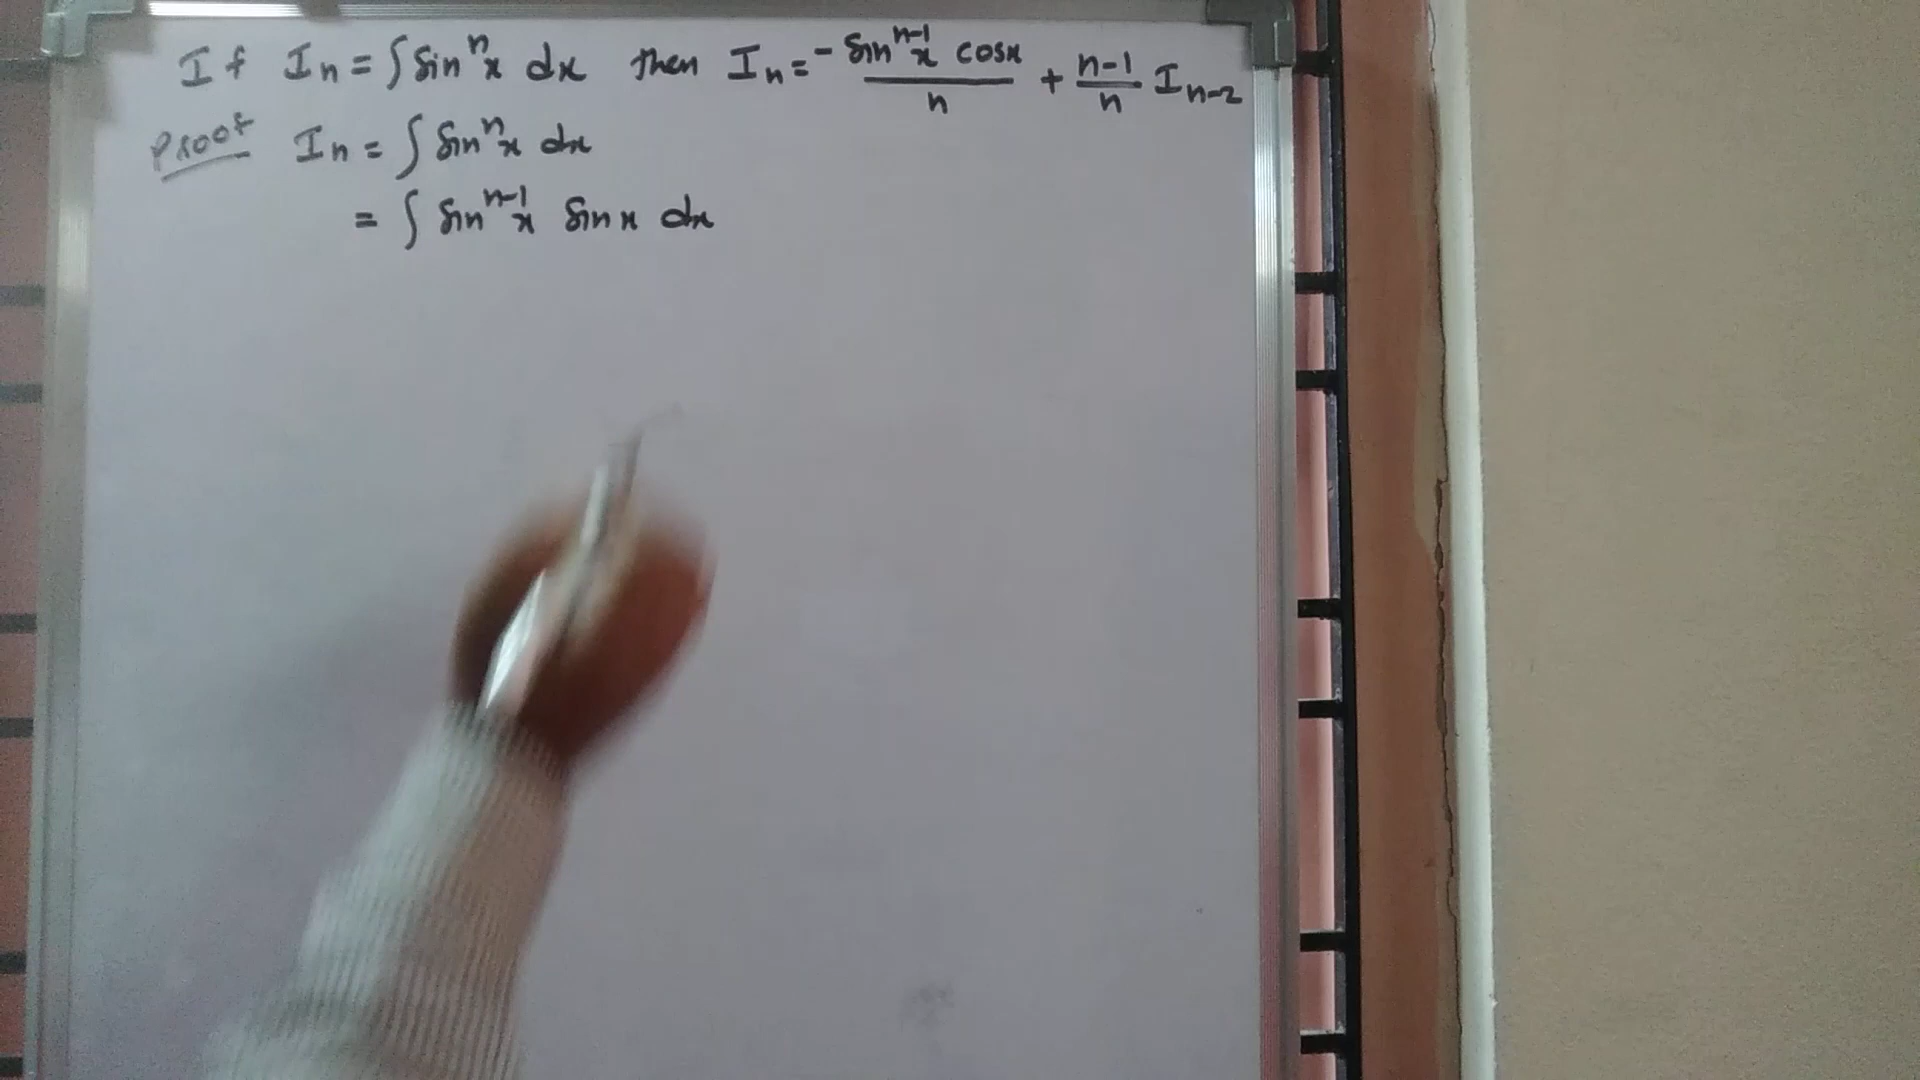 If Iₙ = ∫ Sinⁿx dx then Iₙ = - Sinⁿ⁻¹x cosx / n + n-1 / n Iₙ₋₂
Proof Iₙ = ∫ Sinⁿx dx
= ∫ Sinⁿ⁻¹x Sinx dx